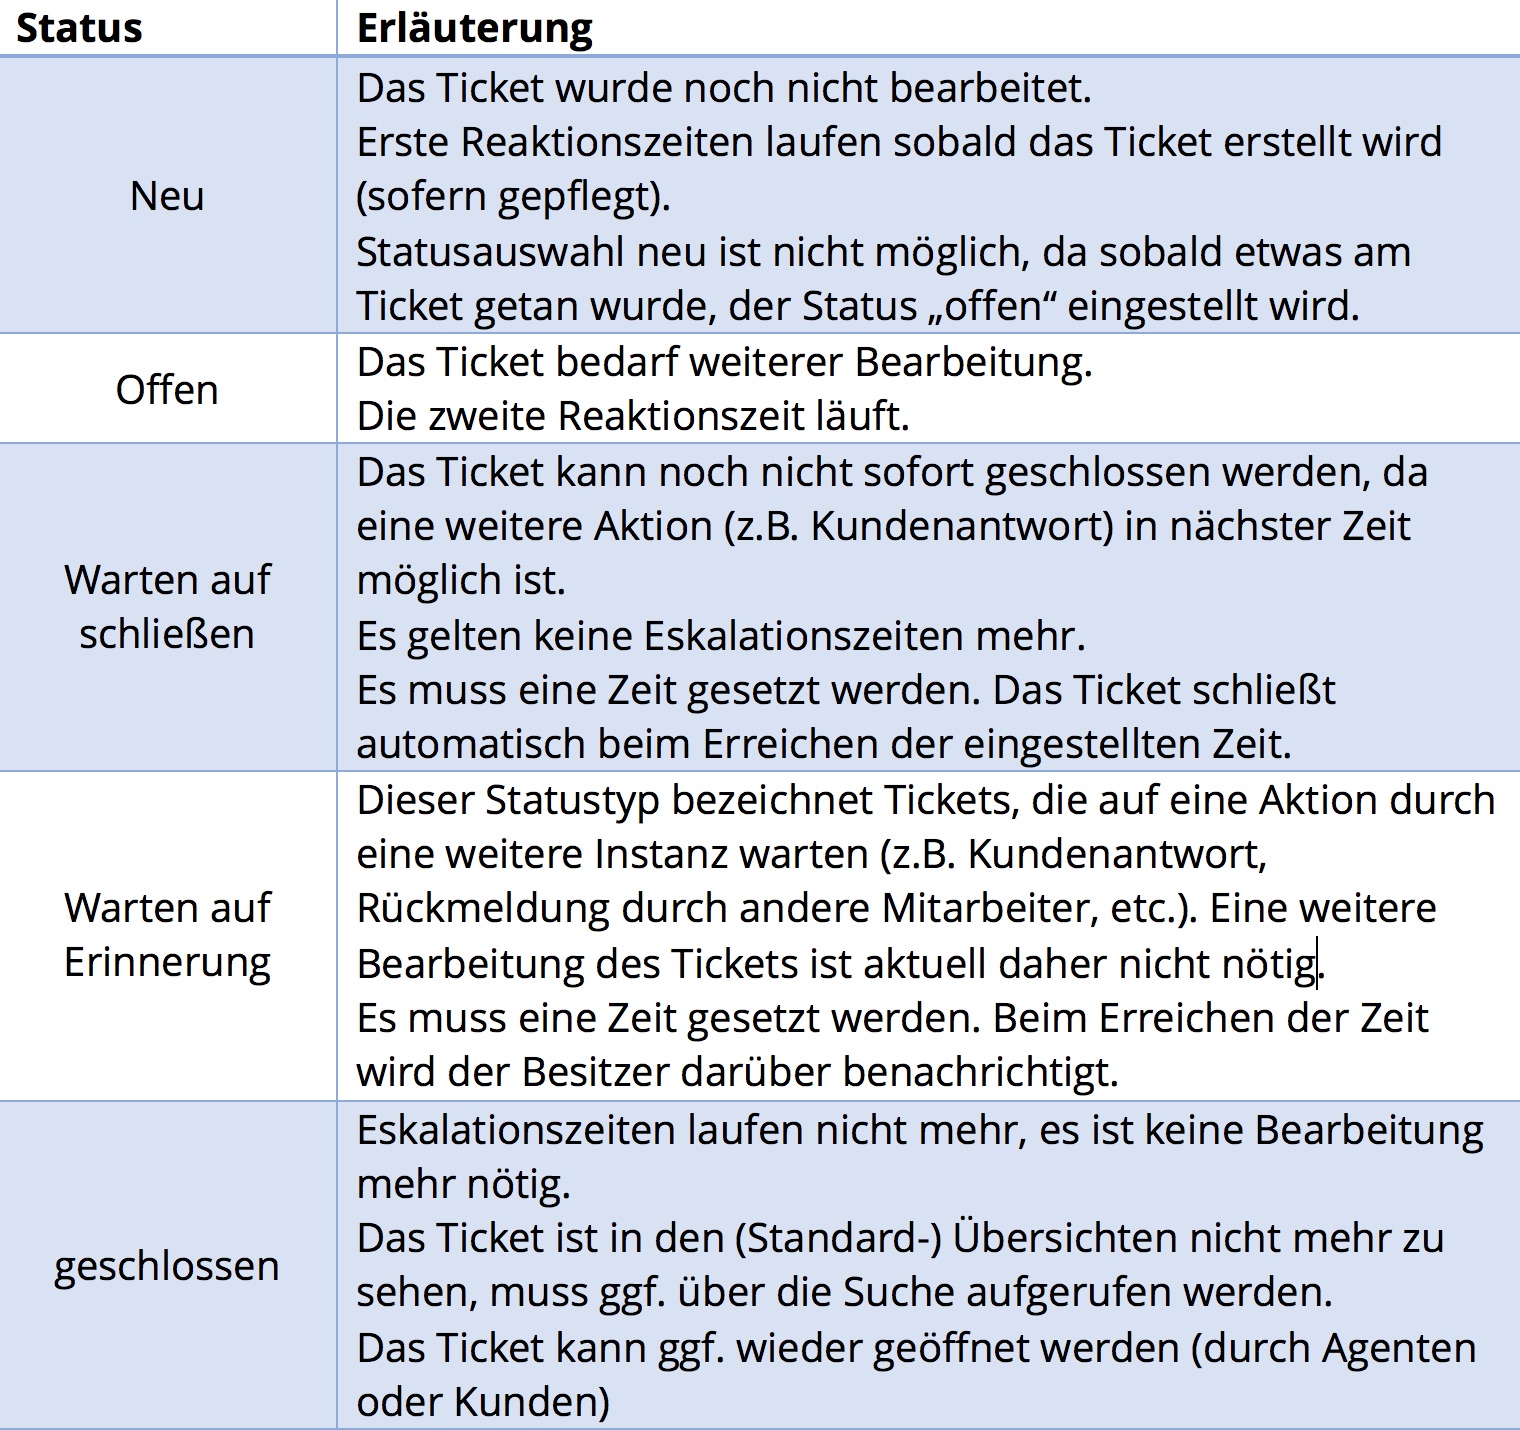 Status
Erläuterung
Neu
Das Ticket wurde noch nicht bearbeitet.
Erste Reaktionszeiten laufen sobald das Ticket erstellt wird
(sofern gepflegt).
Statusauswahl neu ist nicht möglich, da sobald etwas am
Ticket getan wurde, der Status „offen“ eingestellt wird.
Offen
Das Ticket bedarf weiterer Bearbeitung.
Die zweite Reaktionszeit läuft.
Warten auf
schließen
Das Ticket kann noch nicht sofort geschlossen werden, da
eine weitere Aktion (z.B. Kundenantwort) in nächster Zeit
möglich ist.
Es gelten keine Eskalationszeiten mehr.
Es muss eine Zeit gesetzt werden. Das Ticket schließt
automatisch beim Erreichen der eingestellten Zeit.
Warten auf
Erinnerung
Dieser Statustyp bezeichnet Tickets, die auf eine Aktion durch
eine weitere Instanz warten (z.B. Kundenantwort,
Rückmeldung durch andere Mitarbeiter, etc.). Eine weitere
Bearbeitung des Tickets ist aktuell daher nicht nötig.
Es muss eine Zeit gesetzt werden. Beim Erreichen der Zeit
wird der Besitzer darüber benachrichtigt.
geschlossen
Eskalationszeiten laufen nicht mehr, es ist keine Bearbeitung
mehr nötig.
Das Ticket ist in den (Standard-) Übersichten nicht mehr zu
sehen, muss ggf. über die Suche aufgerufen werden.
Das Ticket kann ggf. wieder geöffnet werden (durch Agenten
oder Kunden)